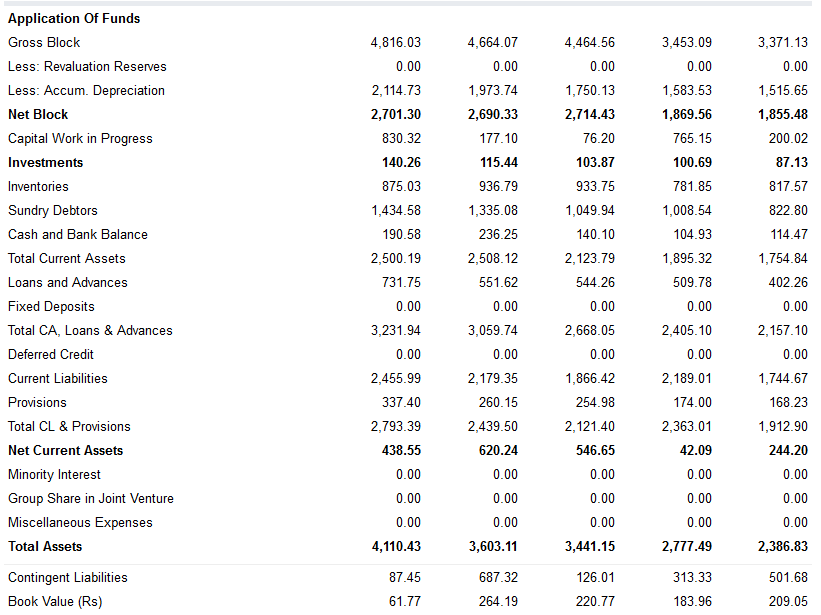 Application Of Funds
Gross Block 4,816.03 4,664.07 4,464.56 3,453.09 3,371.13
Less: Revaluation Reserves 0.00 0.00 0.00 0.00 0.00
Less: Accum. Depreciation 2,114.73 1,973.74 1,750.13 1,583.53 1,515.65
Net Block 2,701.30 2,690.33 2,714.43 1,869.56 1,855.48
Capital Work in Progress 830.32 177.10 76.20 765.15 200.02
Investments 140.26 115.44 103.87 100.69 87.13
Inventories 875.03 936.79 933.75 781.85 817.57
Sundry Debtors 1,434.58 1,335.08 1,049.94 1,008.54 822.80
Cash and Bank Balance 190.58 236.25 140.10 104.93 114.47
Total Current Assets 2,500.19 2,508.12 2,123.79 1,895.32 1,754.84
Loans and Advances 731.75 551.62 544.26 509.78 402.26
Fixed Deposits 0.00 0.00 0.00 0.00 0.00
Total CA, Loans & Advances 3,231.94 3,059.74 2,668.05 2,405.10 2,157.10
Deferred Credit 0.00 0.00 0.00 0.00 0.00
Current Liabilities 2,455.99 2,179.35 1,866.42 2,189.01 1,744.67
Provisions 337.40 260.15 254.98 174.00 168.23
Total CL & Provisions 2,793.39 2,439.50 2,121.40 2,363.01 1,912.90
Net Current Assets 438.55 620.24 546.65 42.09 244.20
Minority Interest 0.00 0.00 0.00 0.00 0.00
Group Share in Joint Venture 0.00 0.00 0.00 0.00 0.00
Miscellaneous Expenses 0.00 0.00 0.00 0.00 0.00
Total Assets 4,110.43 3,603.11 3,441.15 2,777.49 2,386.83
Contingent Liabilities 87.45 687.32 126.01 313.33 501.68
Book Value (Rs) 61.77 264.19 220.77 183.96 209.05